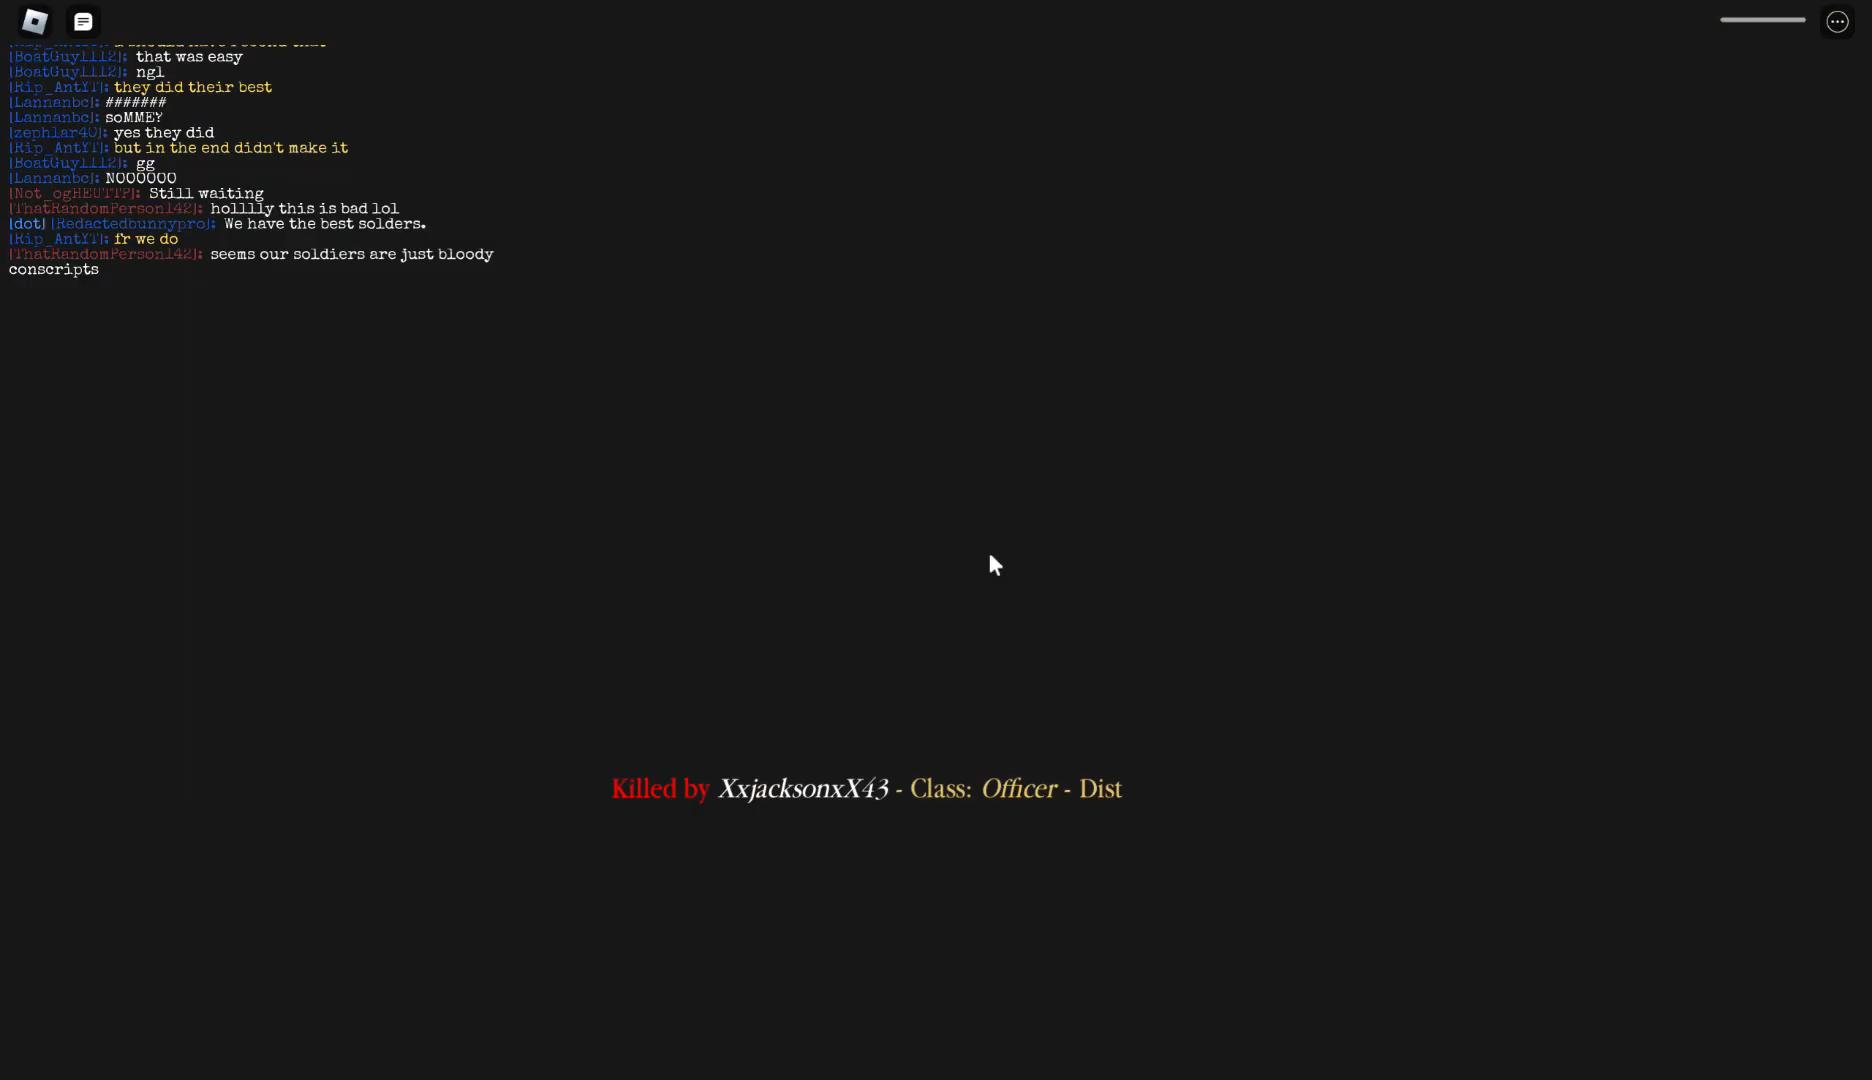 [BoatGuy1112]: that was easy
[BoatGuy1112]: ngl
[Rip_AntYT]: they did their best
[Lannanbc]: #######
[Lannanbc]: soMMEY
[zephlar40]: yes they did
[Rip_AntYT]: but in the end didn't make it
[BoatGuy1112]: gg
[Lannanbc]: NOOOOOO
[Not_ogHEUTTP]: Still waiting
[ThatRandomPerson142]: holllly this is bad lol
[dot] [Redactedbunnypro]: We have the best solders.
[Rip_AntYT]: fr we do
[ThatRandomPerson142]: seems our soldiers are just bloody
conscripts
Killed by XxjacksonxX43 - Class: Officer - Dist